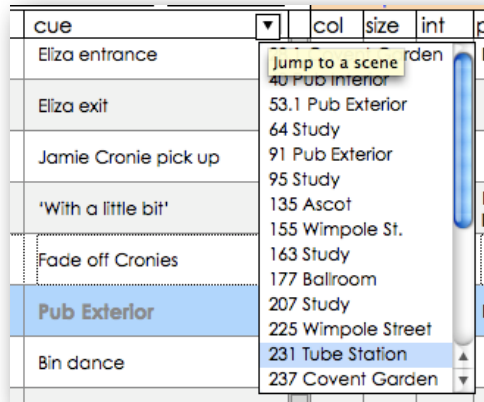 cue ▼ col size int
Eliza entrance
Jump to a scene
rden
40 Pub Interior
Eliza exit
53.1 Pub Exterior
64 Study
91 Pub Exterior
Jamie Cronie pick up
95 Study
135 Ascot
'With a little bit'
155 Wimpole St.
163 Study
Fade off Cronies
177 Ballroom
207 Study
Pub Exterior
225 Wimpole Street
231 Tube Station
Bin dance
237 Covent Garden